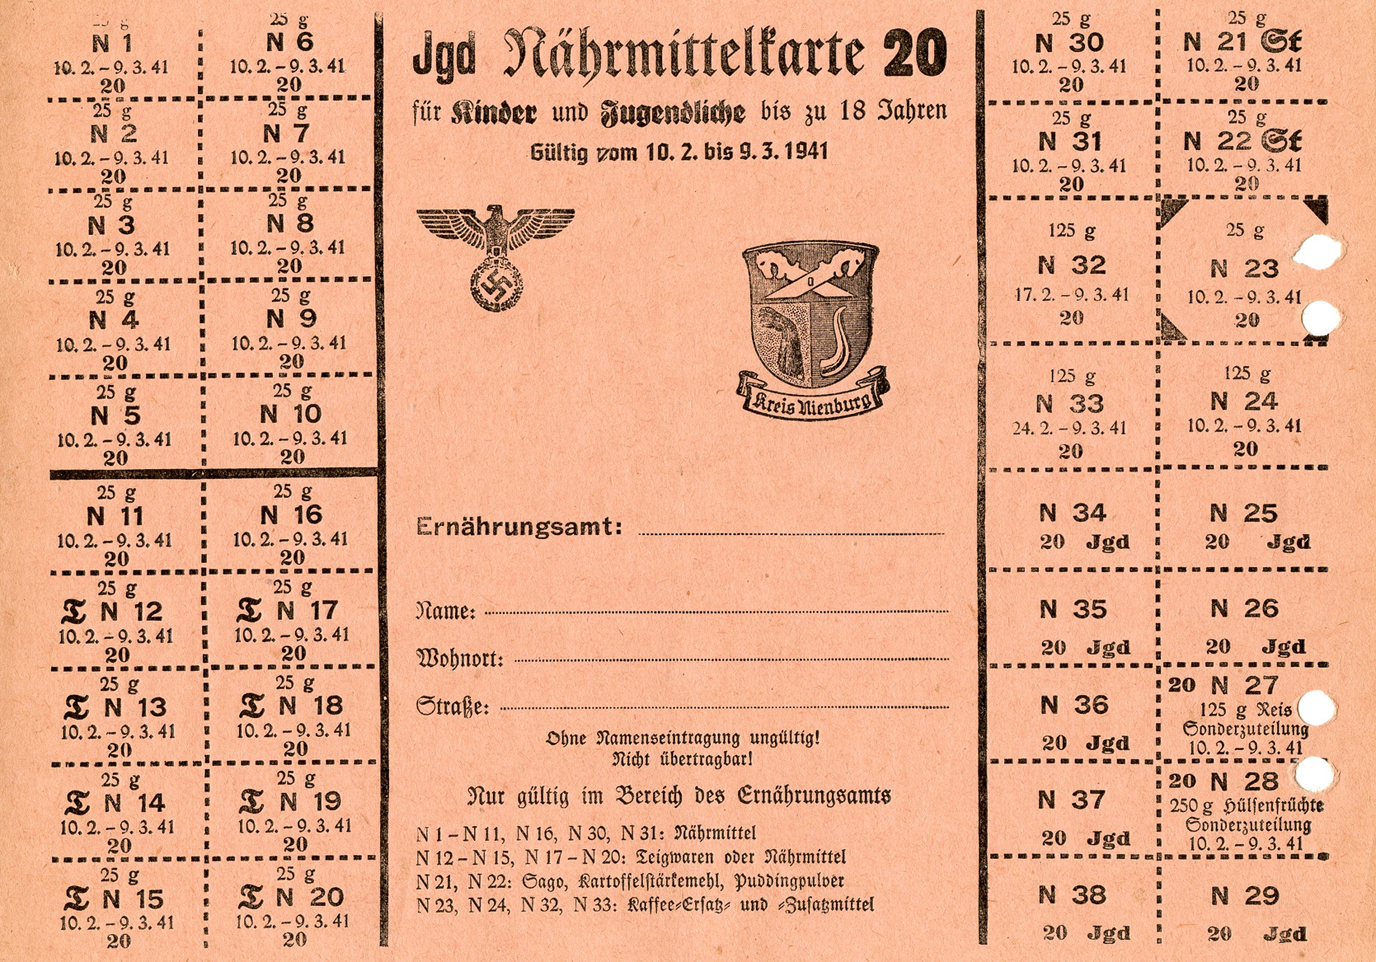 25 g
N 1
10. 2. – 9. 3. 41
20
25 g
N 6
10. 2. – 9. 3. 41
20
25 g
N 2
10. 2. – 9. 3. 41
20
25 g
N 7
10. 2. – 9. 3. 41
20
25 g
N 3
10. 2. – 9. 3. 41
20
25 g
N 8
10. 2. – 9. 3. 41
20
25 g
N 4
10. 2. – 9. 3. 41
20
25 g
N 9
10. 2. – 9. 3. 41
20
25 g
N 5
10. 2. – 9. 3. 41
20
25 g
N 10
10. 2. – 9. 3. 41
20
25 g
N 11
10. 2. – 9. 3. 41
20
25 g
N 16
10. 2. – 9. 3. 41
20
25 g
T N 12
10. 2. – 9. 3. 41
20
25 g
T N 17
10. 2. – 9. 3. 41
20
25 g
T N 13
10. 2. – 9. 3. 41
20
25 g
T N 18
10. 2. – 9. 3. 41
20
25 g
T N 14
10. 2. – 9. 3. 41
20
25 g
T N 19
10. 2. – 9. 3. 41
20
25 g
T N 15
10. 2. – 9. 3. 41
20
25 g
T N 20
10. 2. – 9. 3. 41
20
Jgd Nährmittelkarte 20
für Kinder und Jugendliche bis zu 18 Jahren
Gültig vom 10. 2. bis 9. 3. 1941
Kreis Nienburg
Ernährungsamt:
Name:
Wohnort:
Straße:
Ohne Namenseintragung ungültig!
Nicht übertragbar!
Nur gültig im Bereich des Ernährungsamts
N 1 – N 11, N 16, N 30, N 31: Nährmittel
N 12 – N 15, N 17 – N 20: Teigwaren oder Nährmittel
N 21, N 22: Sago, Kartoffelstärkemehl, Puddingpulver
N 23, N 24, N 32, N 33: Kaffee-Ersatz- und -Zusatzmittel
25 g
N 30
10. 2. – 9. 3. 41
20
25 g
N 21 St
10. 2. – 9. 3. 41
20
25 g
N 31
10. 2. – 9. 3. 41
20
25 g
N 22 St
10. 2. – 9. 3. 41
20
125 g
N 32
17. 2. – 9. 3. 41
20
25 g
N 23
10. 2. – 9. 3. 41
20
125 g
N 33
24. 2. – 9. 3. 41
20
125 g
N 24
10. 2. – 9. 3. 41
20
N 34
20 Jgd
N 25
20 Jgd
N 35
20 Jgd
N 26
20 Jgd
N 36
20 Jgd
20 N 27
125 g Reis
Sonderzuteilung
10. 2. – 9. 3. 41
N 37
20 Jgd
20 N 28
250 g Hülsenfrüchte
Sonderzuteilung
10. 2. – 9. 3. 41
N 38
20 Jgd
N 29
20 Jgd